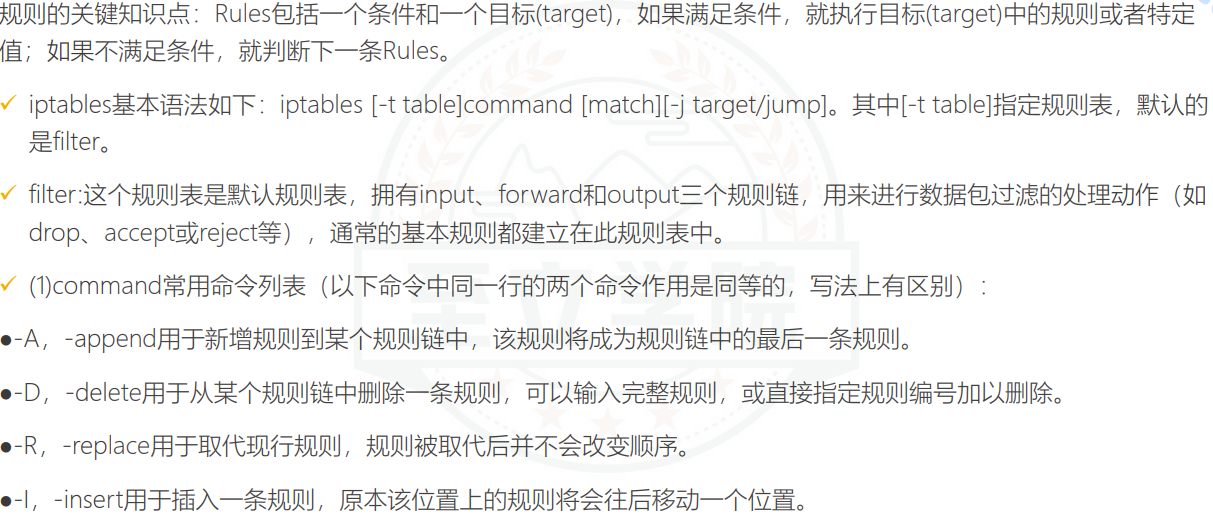 规则的关键知识点：Rules包括一个条件和一个目标(target)，如果满足条件，就执行目标(target)中的规则或者特定
值；如果不满足条件，就判断下一条Rules。
✓ iptables基本语法如下：iptables [-t table]command [match][-j target/jump]。其中[-t table]指定规则表，默认的
是filter。
✓ filter:这个规则表是默认规则表，拥有input、forward和output三个规则链，用来进行数据包过滤的处理动作（如
drop、accept或reject等），通常的基本规则都建立在此规则表中。
✓ (1)command常用命令列表（以下命令中同一行的两个命令作用是同等的，写法上有区别）:
●-A，-append用于新增规则到某个规则链中，该规则将成为规则链中的最后一条规则。
●-D，-delete用于从某个规则链中删除一条规则，可以输入完整规则，或直接指定规则编号加以删除。
●-R，-replace用于取代现行规则，规则被取代后并不会改变顺序。
●-I，-insert用于插入一条规则，原本该位置上的规则将会往后移动一个位置。